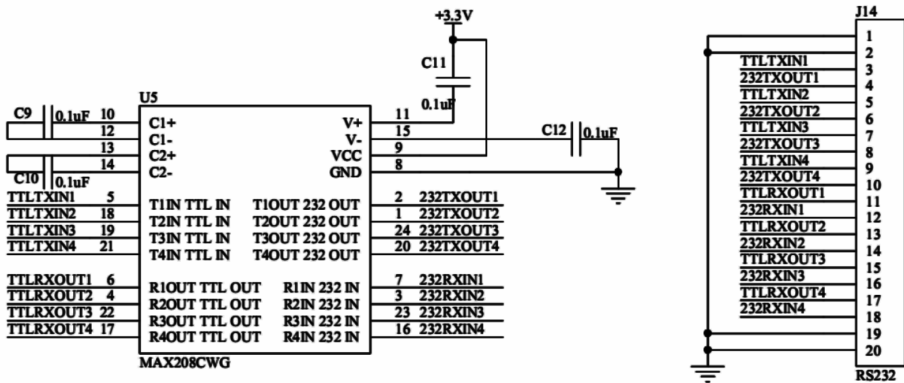 +3.3V
C11
0.1uF
U5
C9
0.1uF
10 C1+ V+ 11
12 C1- V- 15
13 C2+ VCC 9
14 C2- GND 8
C10
0.1uF
C12
0.1uF
TTLTXIN1 5 T1IN TTL IN T1OUT 232 OUT 2 232TXOUT1
TTLTXIN2 18 T2IN TTL IN T2OUT 232 OUT 1 232TXOUT2
TTLTXIN3 19 T3IN TTL IN T3OUT 232 OUT 24 232TXOUT3
TTLTXIN4 21 T4IN TTL IN T4OUT 232 OUT 20 232TXOUT4
TTLRXOUT1 6 R1OUT TTL OUT R1IN 232 IN 7 232RXIN1
TTLRXOUT2 4 R2OUT TTL OUT R2IN 232 IN 3 232RXIN2
TTLRXOUT3 22 R3OUT TTL OUT R3IN 232 IN 23 232RXIN3
TTLRXOUT4 17 R4OUT TTL OUT R4IN 232 IN 16 232RXIN4
MAX208CWG
J14
1
2
TTLTXIN1 3
232TXOUT1 4
TTLTXIN2 5
232TXOUT2 6
TTLTXIN3 7
232TXOUT3 8
TTLTXIN4 9
232TXOUT4 10
TTLRXOUT1 11
232RXIN1 12
TTLRXOUT2 13
232RXIN2 14
TTLRXOUT3 15
232RXIN3 16
TTLRXOUT4 17
232RXIN4 18
19
20
RS232